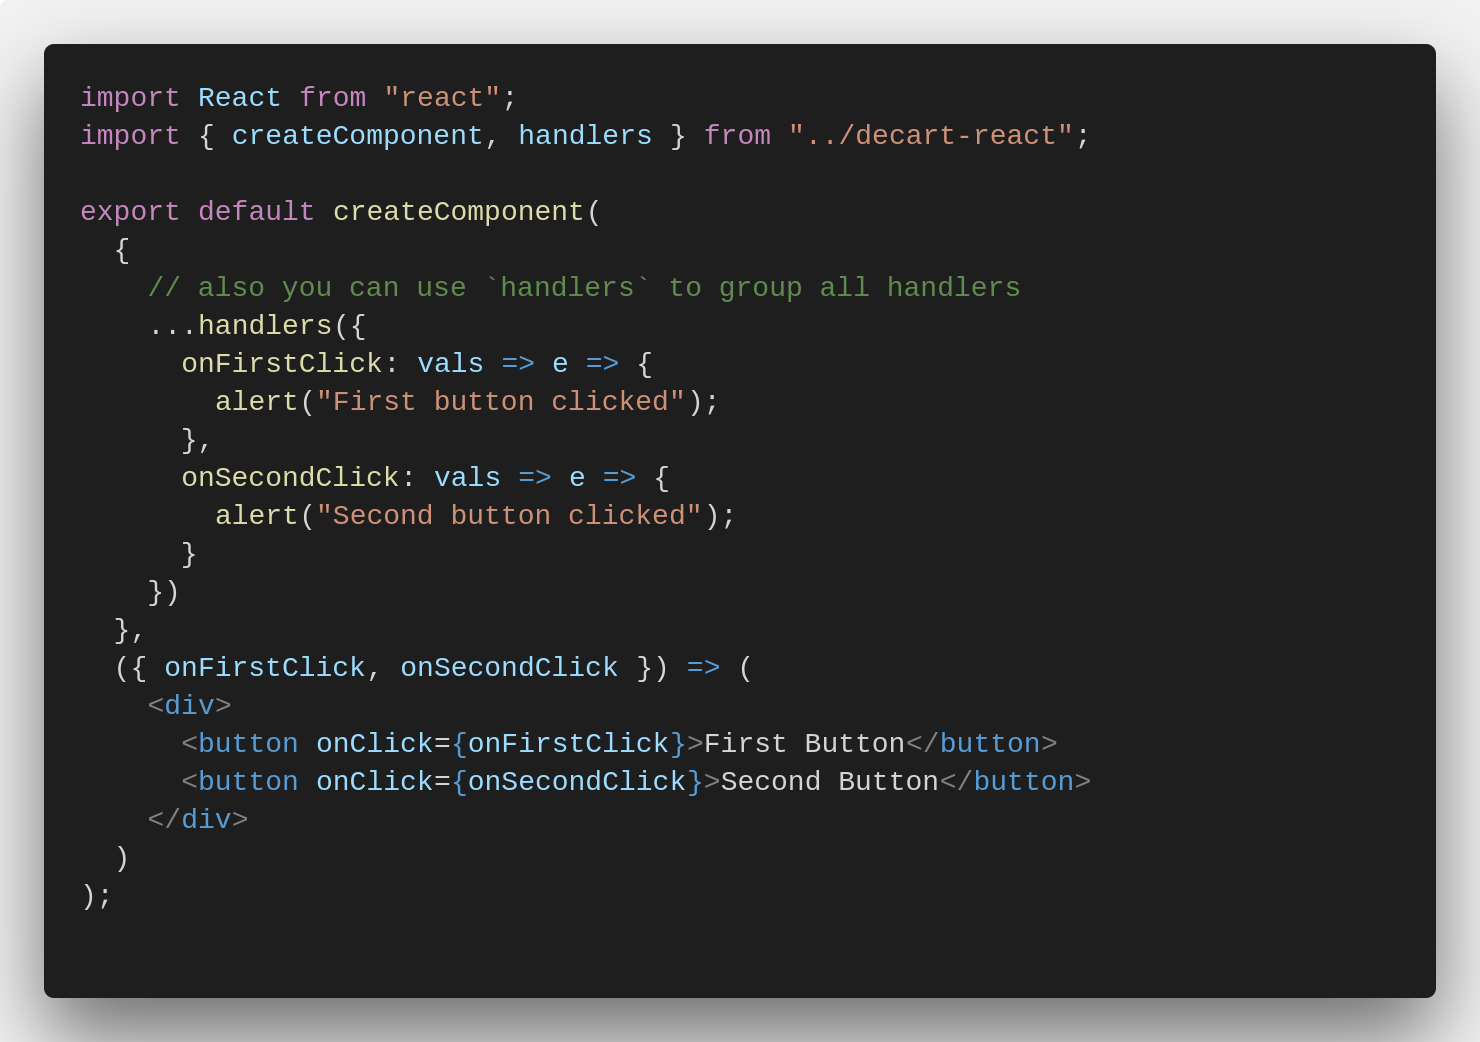 import React from "react";
import { createComponent, handlers } from "../decart-react";

export default createComponent(
  {
    // also you can use `handlers` to group all handlers
    ...handlers({
      onFirstClick: vals => e => {
        alert("First button clicked");
      },
      onSecondClick: vals => e => {
        alert("Second button clicked");
      }
    })
  },
  ({ onFirstClick, onSecondClick }) => (
    <div>
      <button onClick={onFirstClick}>First Button</button>
      <button onClick={onSecondClick}>Second Button</button>
    </div>
  )
);